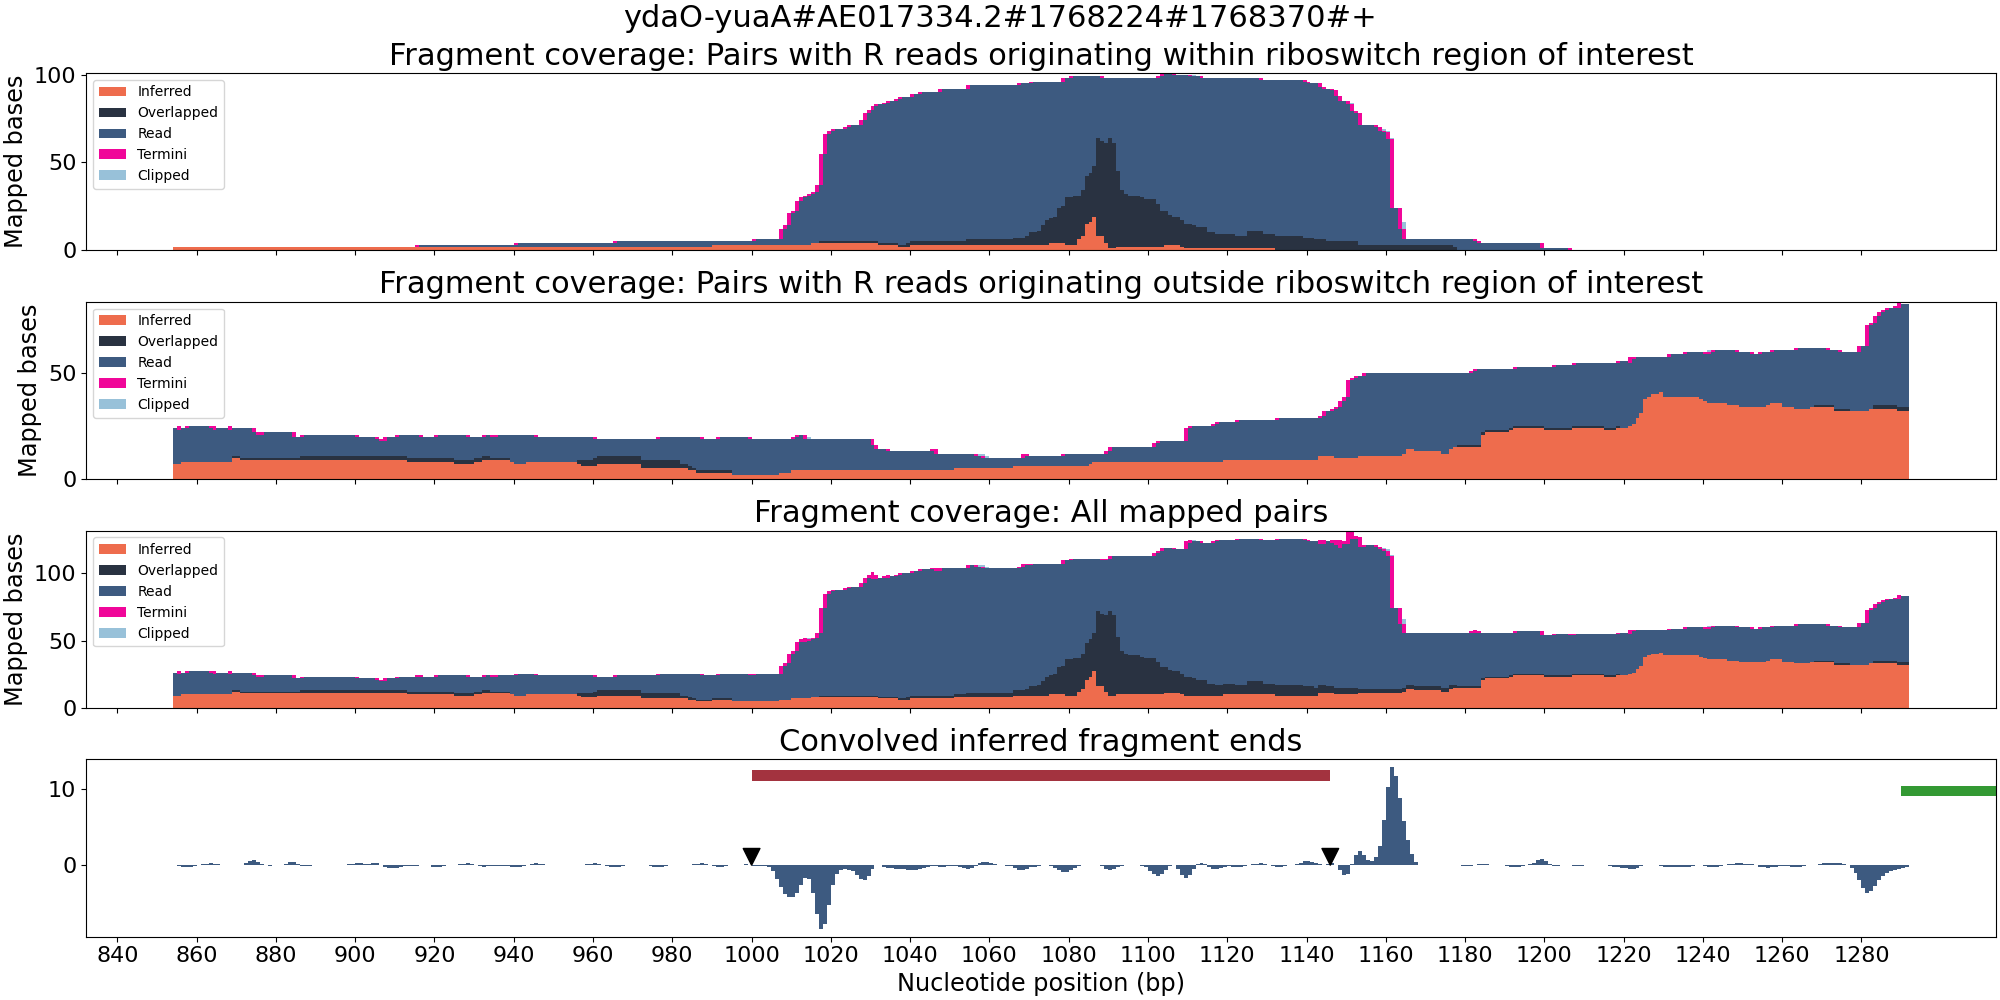 ydaO-yuaA#AE017334.2#1768224#1768370#+
Fragment coverage: Pairs with R reads originating within riboswitch region of interest
Mapped bases
100
50
0
Inferred
Overlapped
Read
Termini
Clipped
Fragment coverage: Pairs with R reads originating outside riboswitch region of interest
Mapped bases
50
0
Inferred
Overlapped
Read
Termini
Clipped
Fragment coverage: All mapped pairs
Mapped bases
100
50
0
Inferred
Overlapped
Read
Termini
Clipped
Convolved inferred fragment ends
10
0
840 860 880 900 920 940 960 980 1000 1020 1040 1060 1080 1100 1120 1140 1160 1180 1200 1220 1240 1260 1280
Nucleotide position (bp)